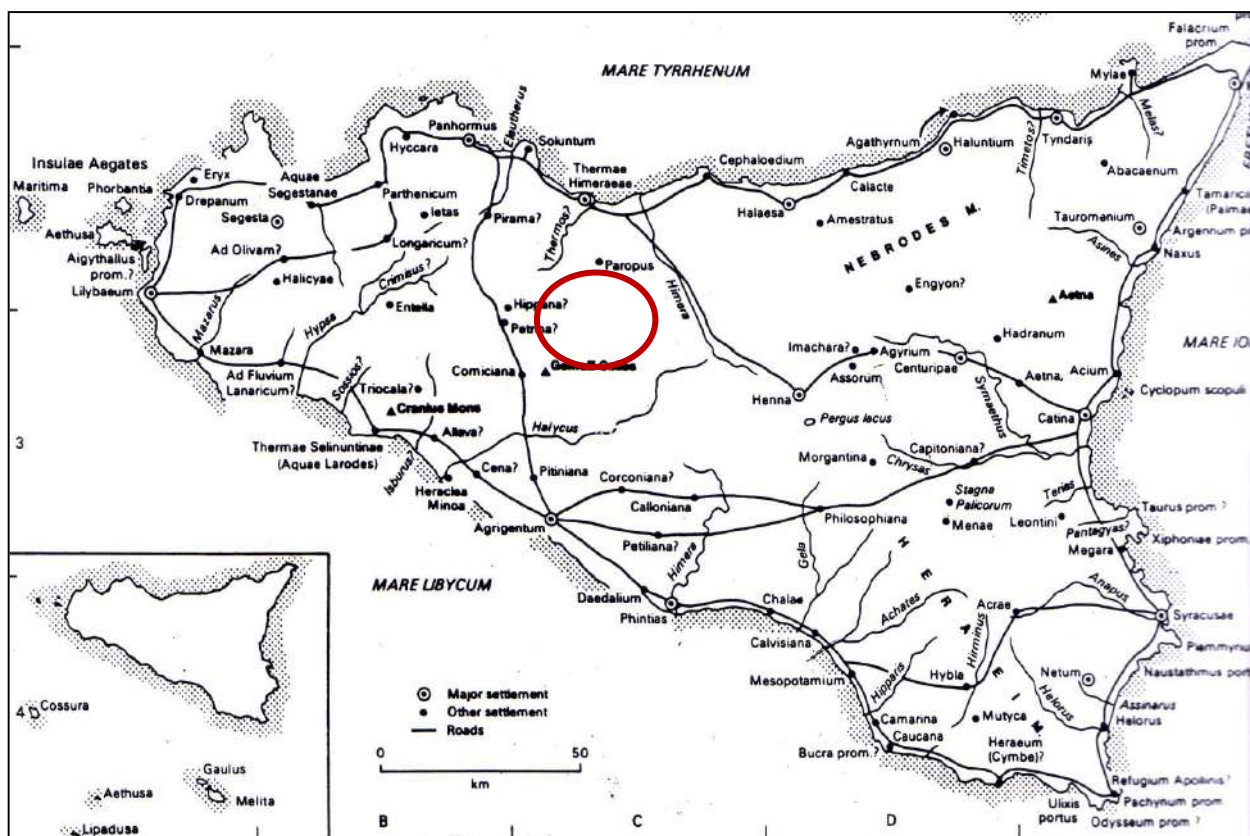 Falacrium
prom
MARE TYRRHENUM
Mylae
Eleutherus
Melas?
Panhormus
Soluntum
Agathyrnum
Hyccara
Haluntium
Timetos?
Tyndaris
Insulae Aegates
Thermae
Himeraeae
Cephaloedium
Abacaenum
Maritima
Phorbantia
Eryx
Aquae
Segestanae
Parthenicum
Calacte
Drepanum
Segesta
Ietas
Pirama?
Halaesa
Amestratus
Tauromenium
Aethusa
Longaricum?
Thermos?
NEBRODES M.
Asines
Naxus
Aigythallus
prom.?
Ad Olivam?
Paropus
Lilybaeum
Halicyae
Crimisus?
Himera
Engyon?
Aetna
Mazarus
Hypsa
Entella
Hippana?
Petrina?
Hadranum
Mazara
Imachara?
Agyrium
MARE IO
Ad Fluvium
Lanaricum?
Sossios?
Triocala?
Comiciana
Assorum
Centuripae
Aetna
Acium
Cyclopum scopuli
Cranius Mons
Henna
Symaethus
Catina
3
Pergus lacus
Thermae Selinuntinae
(Aquae Larodes)
Allava?
Halycus
Morgantina
Capitoniana?
Chrysas
Isburus?
Cena?
Pitiniana
Corconiana?
Heraclea
Minoa
Calloniana
Stagna
Palicorum
Terias
Taurus prom ?
Agrigentum
Philosophiana
Menae
Leontini
Pantagyas?
Xiphoniae prom.
Petiliana?
Megara
Himera
Gela
HERAEI M.
MARE LIBYCUM
Daedalium
Phintias
Chalae
Achates
Acrae
Anapus
Syracusae
Calvisiana
Hirminus
Plemmyriu
Mesopotamium
Hipparis
Hybla
Netum
Naustathmus port
Major settlement
Other settlement
Roads
Helorus
Assinarus
Helorus
4
Cossura
Camarina
Mutyca
Caucana
Bucra prom.?
Heraeum
(Cymbe)?
0
50
km
Gaulus
Melita
Aethusa
Lipadusa
Refugium Apollinis?
Ulixis
portus
Pachynum prom
Odysseum prom ?
B
C
D